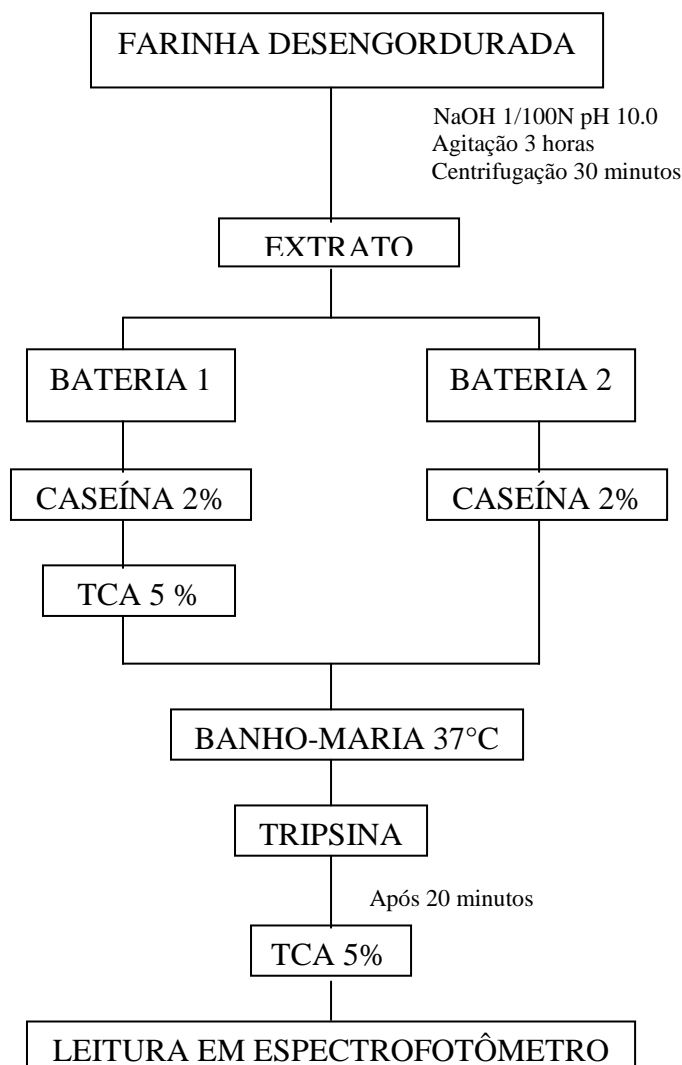 FARINHA DESENGORDURADA
NaOH 1/100N pH 10.0
Agitação 3 horas
Centrifugação 30 minutos
EXTRATO
BATERIA 1
BATERIA 2
CASEÍNA 2%
CASEÍNA 2%
TCA 5 %
BANHO-MARIA 37°C
TRIPSINA
Após 20 minutos
TCA 5%
LEITURA EM ESPECTROFOTÔMETRO